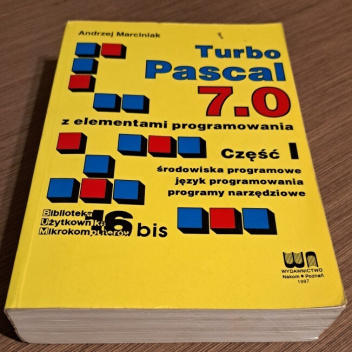 Andrzej Marciniak
Turbo
Pascal
7.0
z elementami programowania
Część I
środowiska programowe
język programowania
programy narzędziowe
Biblioteka
Użytkownika
Mikrokomputerów
16 bis
WN
WYDAWNICTWO
Nakom • Poznań
1997